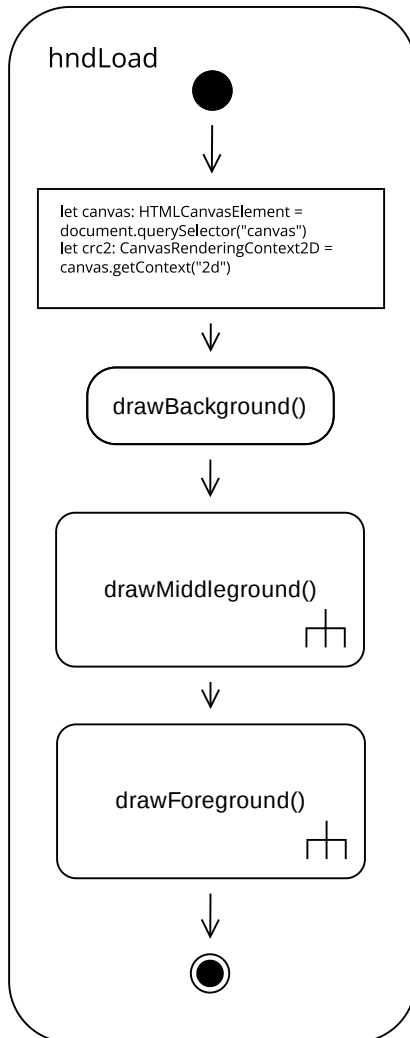 hndLoad
let canvas: HTMLCanvasElement =
document.querySelector("canvas")
let crc2: CanvasRenderingContext2D =
canvas.getContext("2d")
drawBackground()
drawMiddleground()
drawForeground()